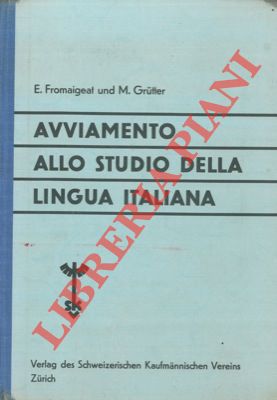 E. Fromaigeat und M. Grütter
AVVIAMENTO
ALLO STUDIO DELLA
LINGUA ITALIANA
LIBRERIA PIANI
Verlag des Schweizerischen Kaufmännischen Vereins
Zürich